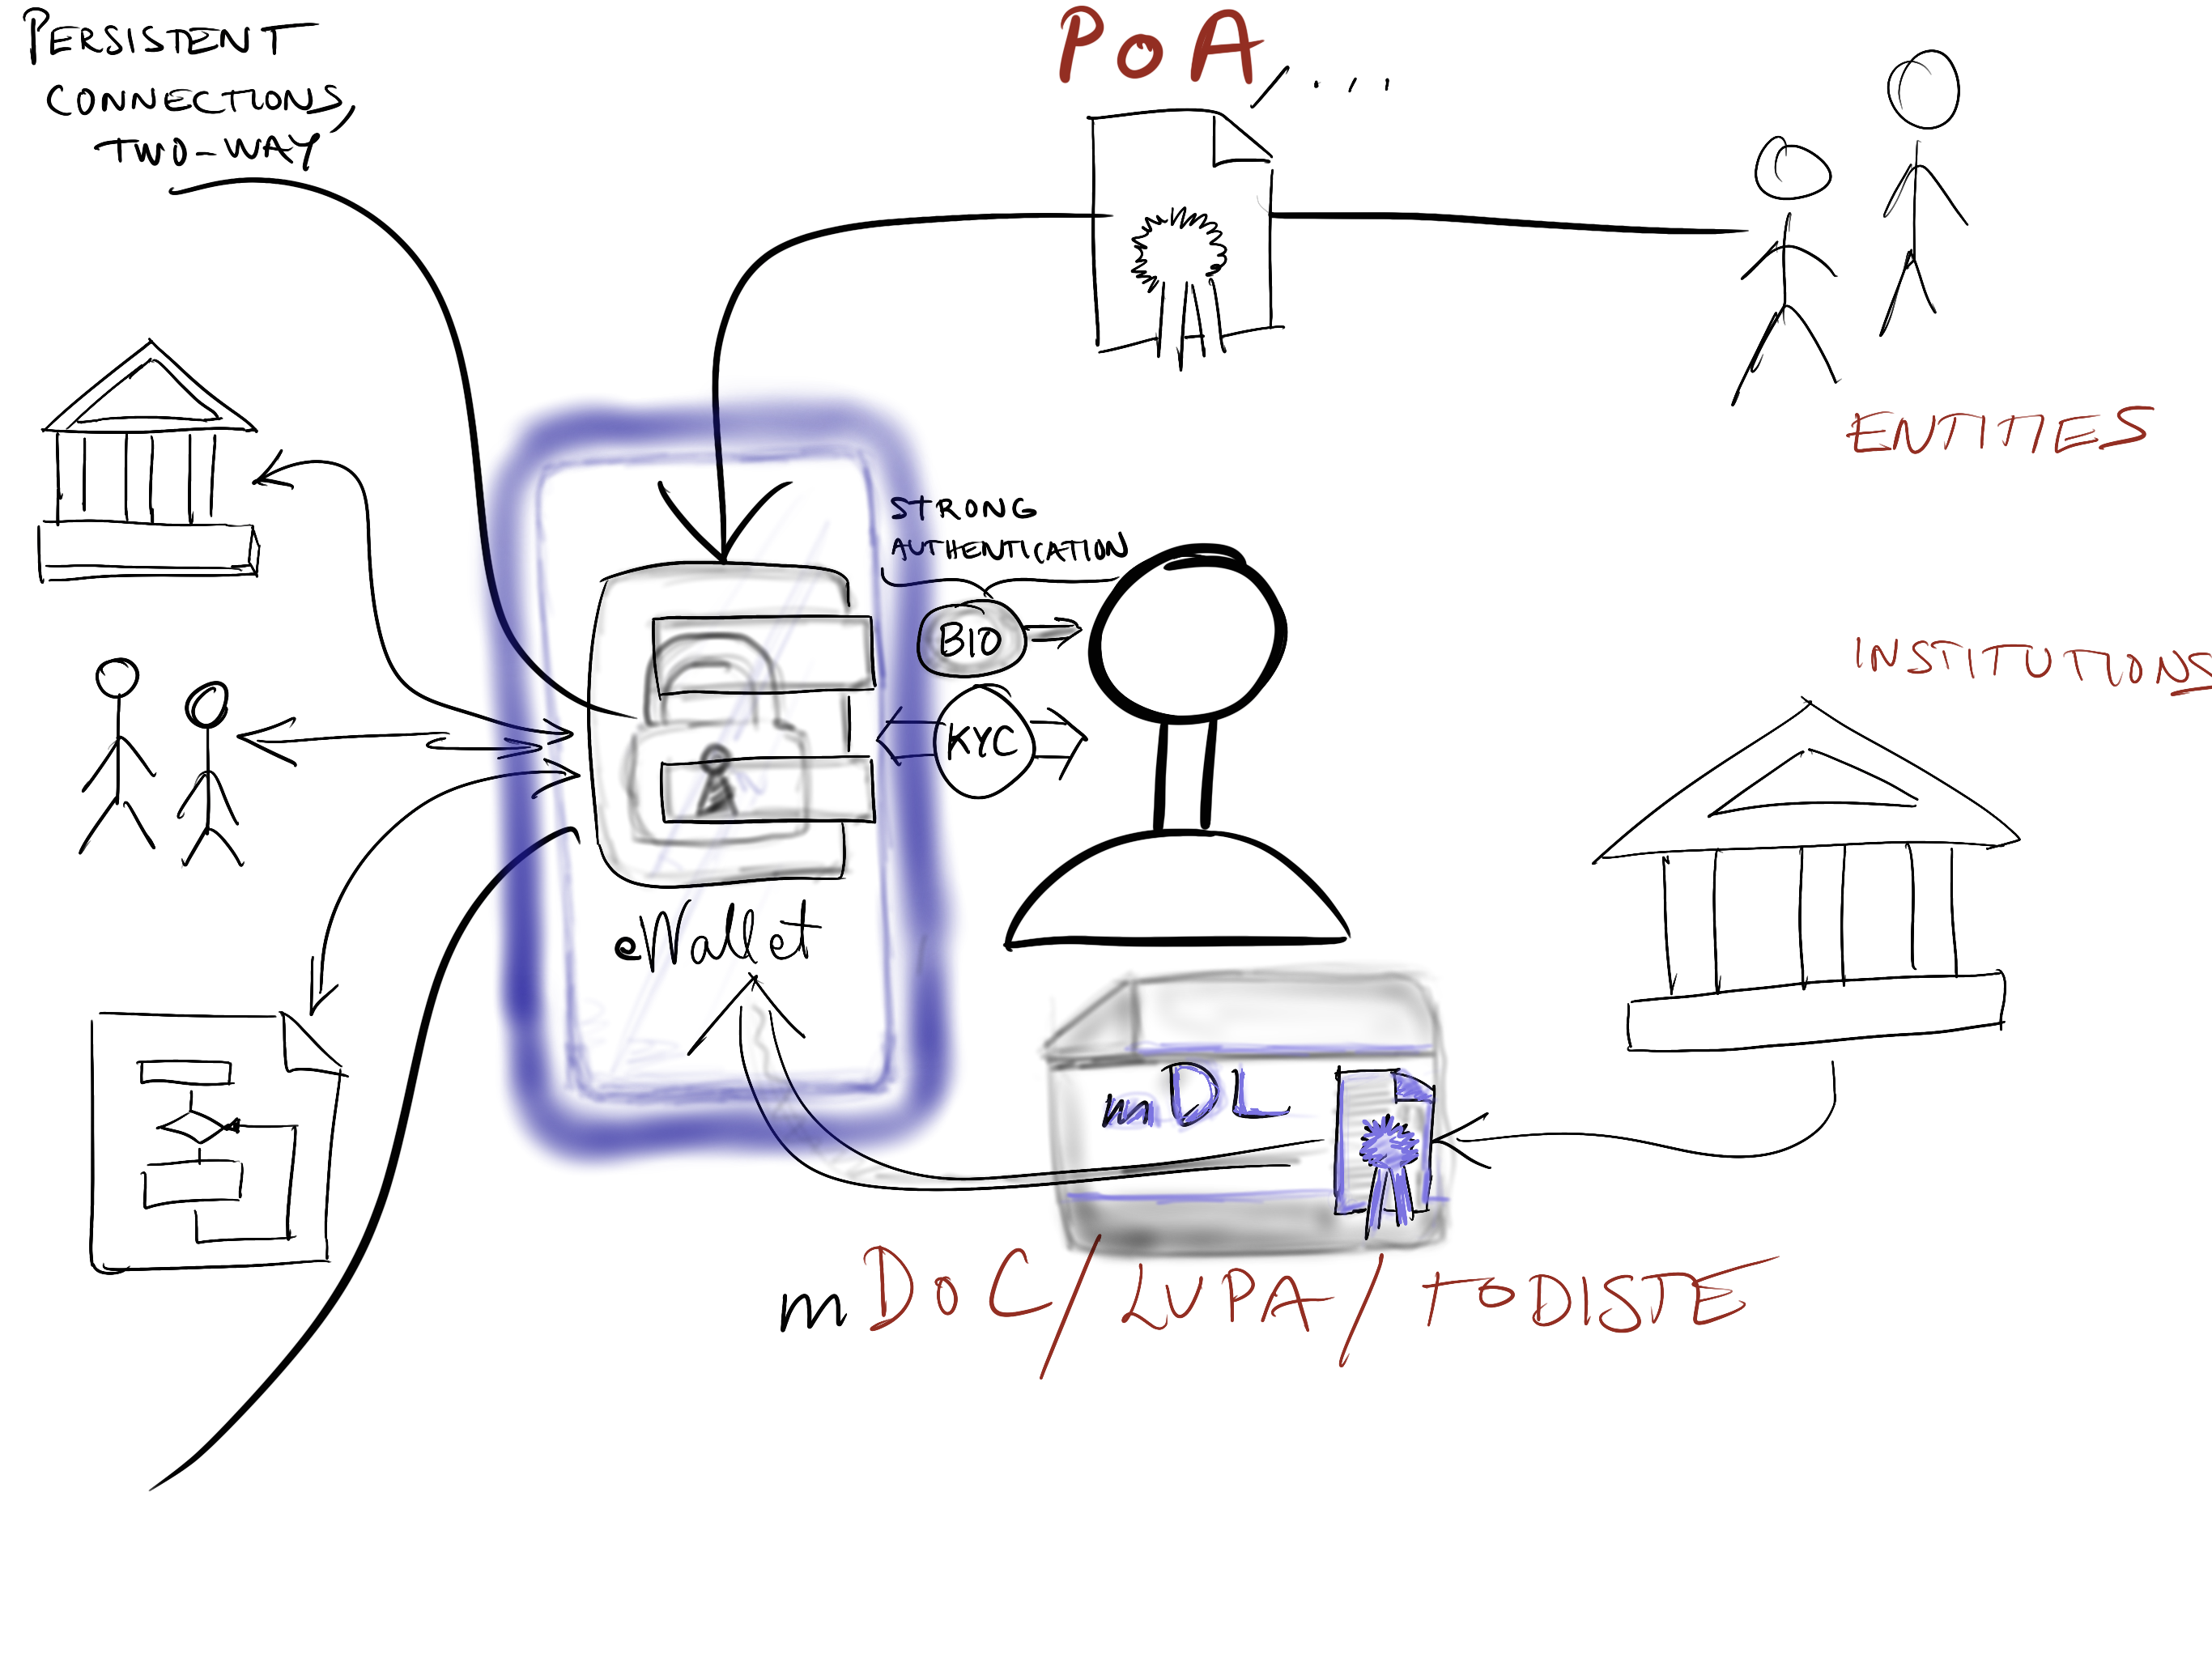 PERSISTENT
CONNECTIONS,
TWO-WAY
PoA, ....
ENTITIES
STRONG
AUTHENTICATION
BIO
KYC
INSTITUTIONS
eWallet
mDL
mDoC/LUPA/TODISTE